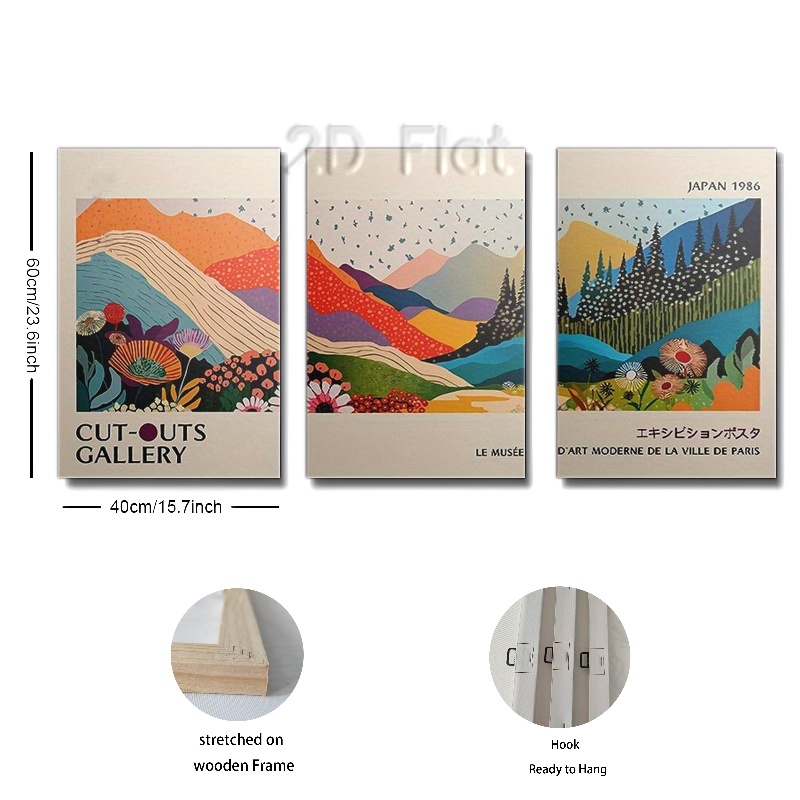 2D Flat
JAPAN 1986
60cm/23.6inch
CUT-OUTS
GALLERY
エキシビションポスタ
LE MUSÉE D'ART MODERNE DE LA VILLE DE PARIS
40cm/15.7inch
stretched on
wooden Frame
Hook
Ready to Hang